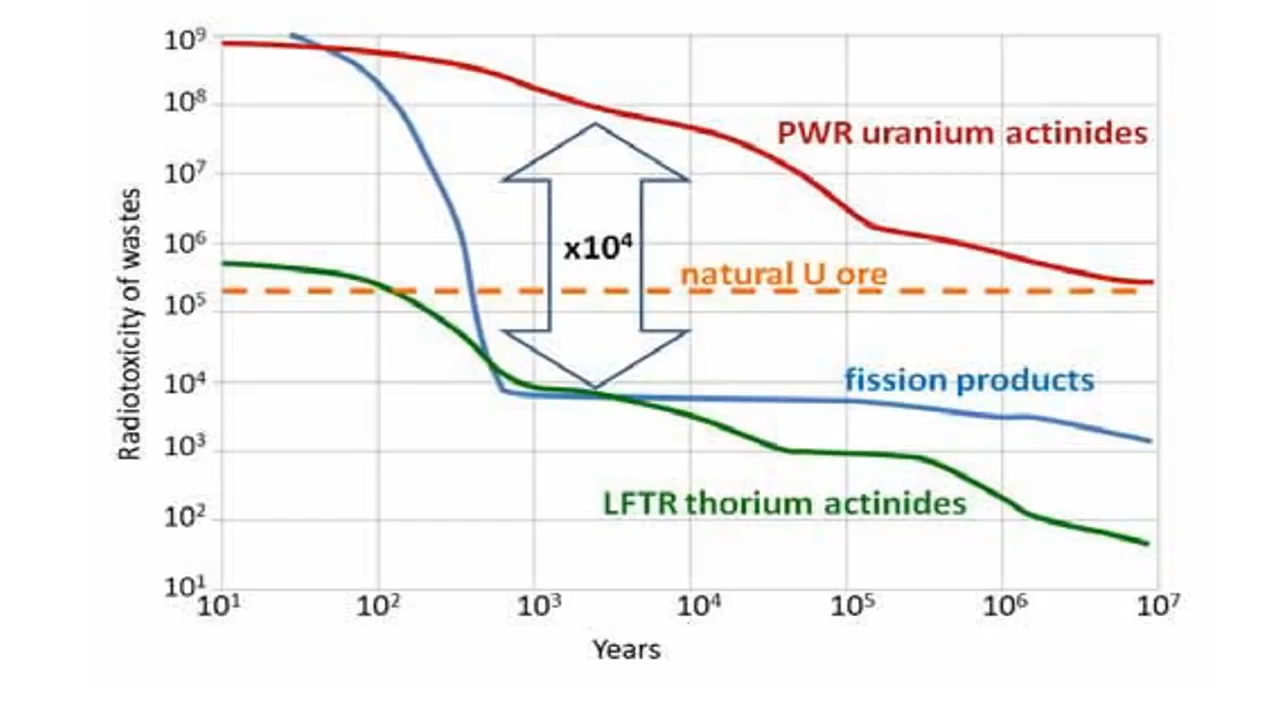 10⁹
10⁸
10⁷
10⁶
10⁵
10⁴
10³
10²
10¹
Radiotoxicity of wastes
PWR uranium actinides
x10⁴
natural U ore
fission products
LFTR thorium actinides
10¹ 10² 10³ 10⁴ 10⁵ 10⁶ 10⁷
Years